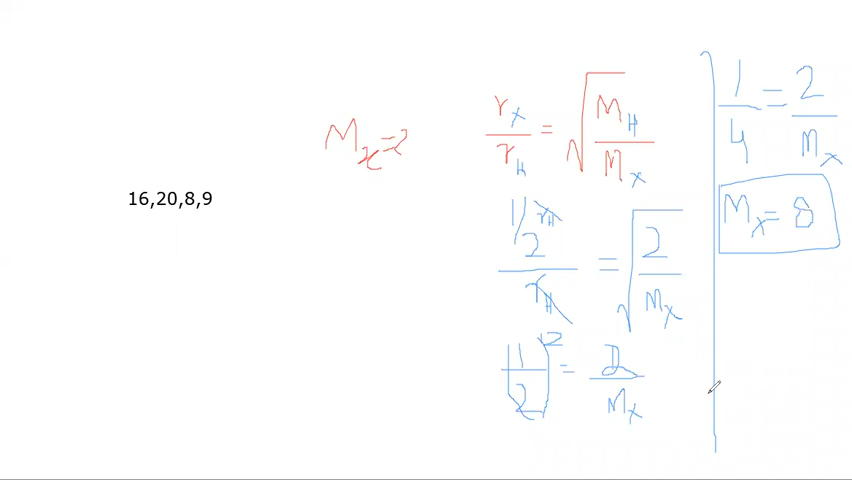 16,20,8,9
Mx=?
rx/rH = √MH/Mx
1/2 rH/rH = √2/Mx
(1/2)² = 2/Mx
1/4 = 2/Mx
Mx = 8